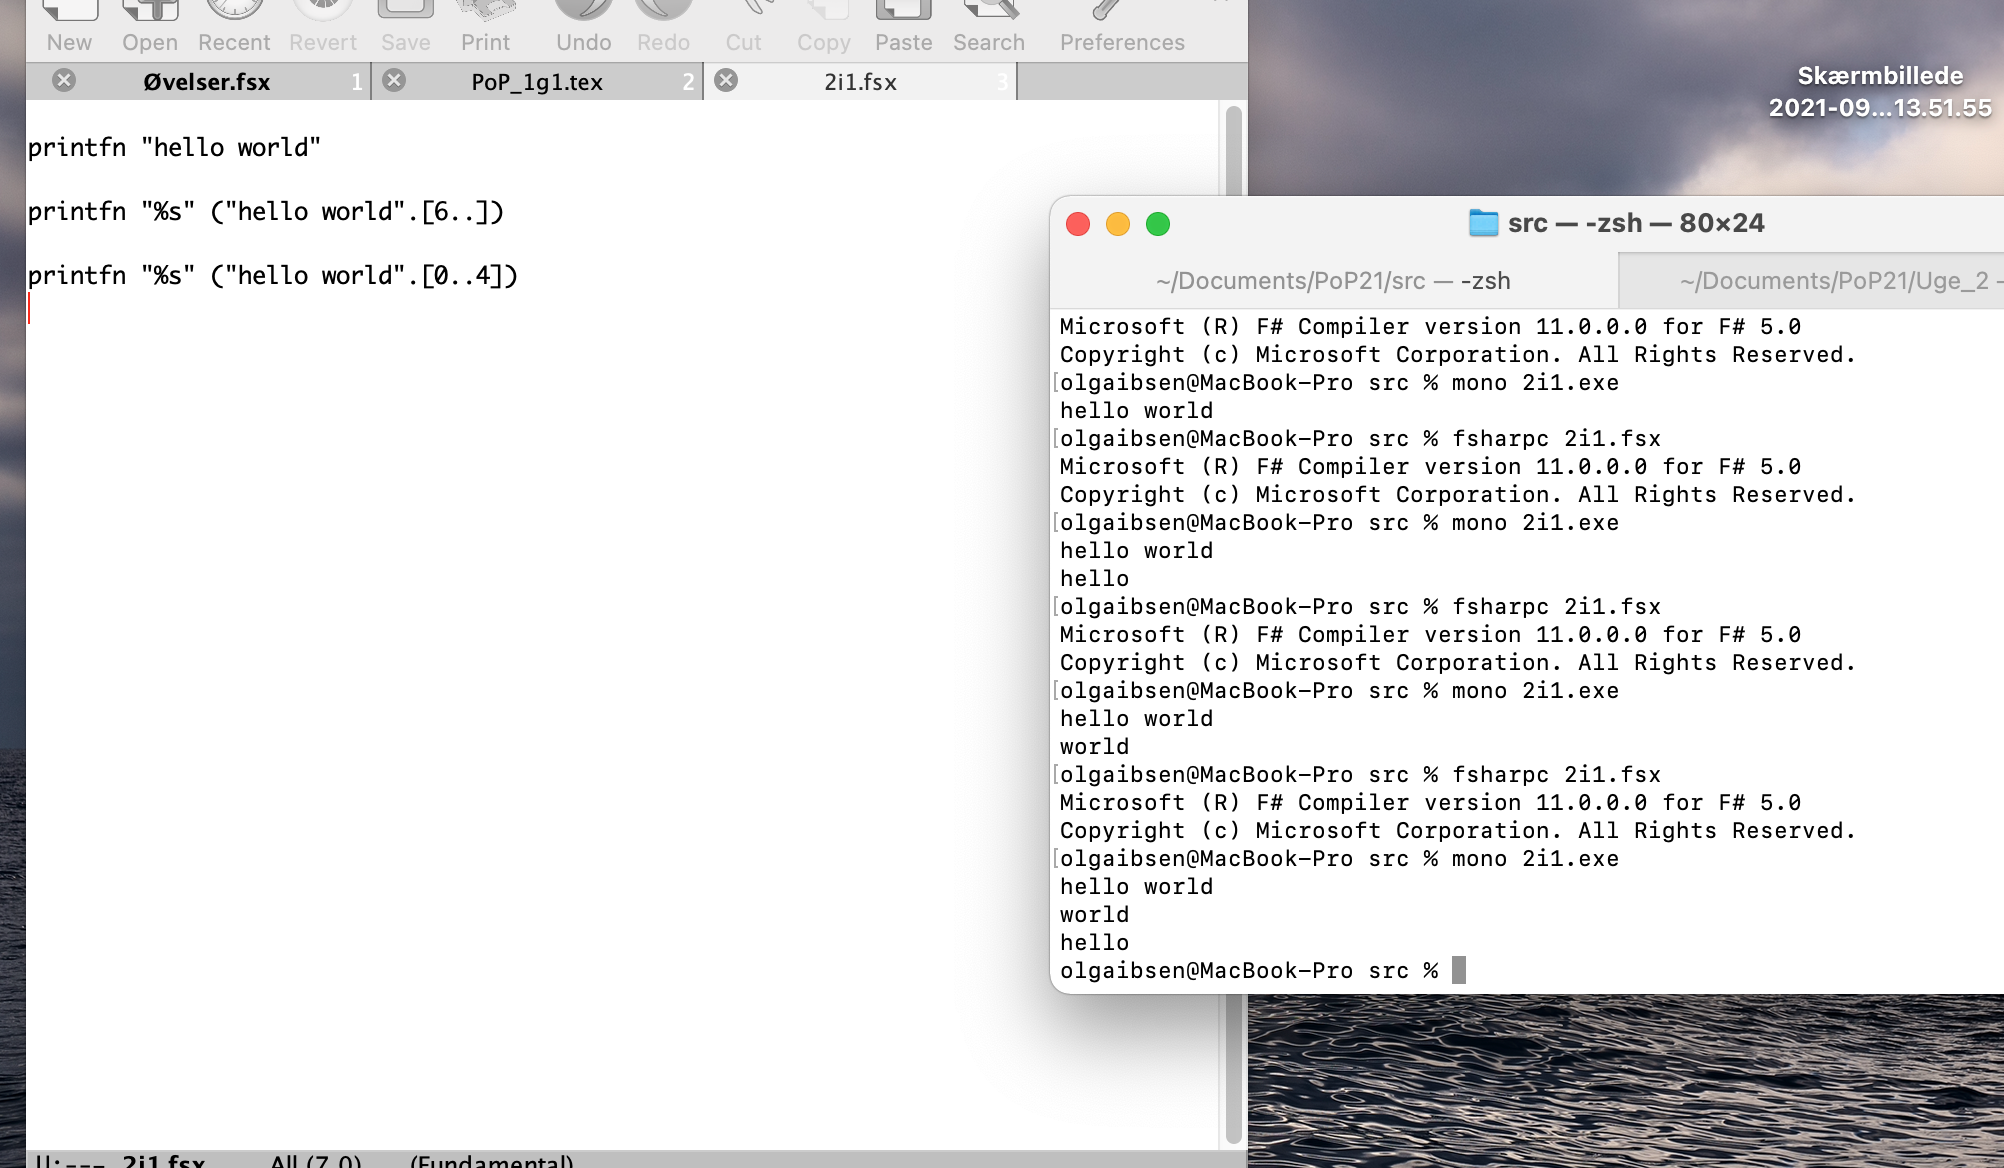 New Open Recent Revert Save Print Undo Redo Cut Copy Paste Search Preferences
Øvelser.fsx 1 PoP_1g1.tex 2 2i1.fsx 3
printfn "hello world"
printfn "%s" ("hello world".[6..])
printfn "%s" ("hello world".[0..4])
U:--- 2i1.fsx All (7,0) (Fundamental)
Skærmbillede
2021-09...13.51.55
src — -zsh — 80×24
~/Documents/PoP21/src — -zsh ~/Documents/PoP21/Uge_2 -
Microsoft (R) F# Compiler version 11.0.0.0 for F# 5.0
Copyright (c) Microsoft Corporation. All Rights Reserved.
[olgaibsen@MacBook-Pro src % mono 2i1.exe
hello world
[olgaibsen@MacBook-Pro src % fsharpc 2i1.fsx
Microsoft (R) F# Compiler version 11.0.0.0 for F# 5.0
Copyright (c) Microsoft Corporation. All Rights Reserved.
[olgaibsen@MacBook-Pro src % mono 2i1.exe
hello world
hello
[olgaibsen@MacBook-Pro src % fsharpc 2i1.fsx
Microsoft (R) F# Compiler version 11.0.0.0 for F# 5.0
Copyright (c) Microsoft Corporation. All Rights Reserved.
[olgaibsen@MacBook-Pro src % mono 2i1.exe
hello world
world
[olgaibsen@MacBook-Pro src % fsharpc 2i1.fsx
Microsoft (R) F# Compiler version 11.0.0.0 for F# 5.0
Copyright (c) Microsoft Corporation. All Rights Reserved.
[olgaibsen@MacBook-Pro src % mono 2i1.exe
hello world
world
hello
olgaibsen@MacBook-Pro src %